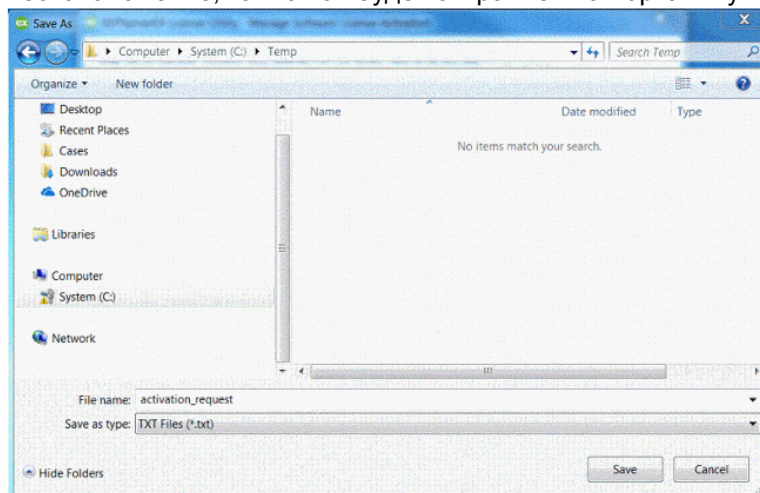 Save As
Computer ▸ System (C:) ▸ Temp
Search Temp
Organize
New folder
Desktop
Recent Places
Cases
Downloads
OneDrive
Libraries
Computer
System (C:)
Network
Name
Date modified
Type
No items match your search.
File name: activation_request
Save as type: TXT Files (*.txt)
Hide Folders
Save
Cancel